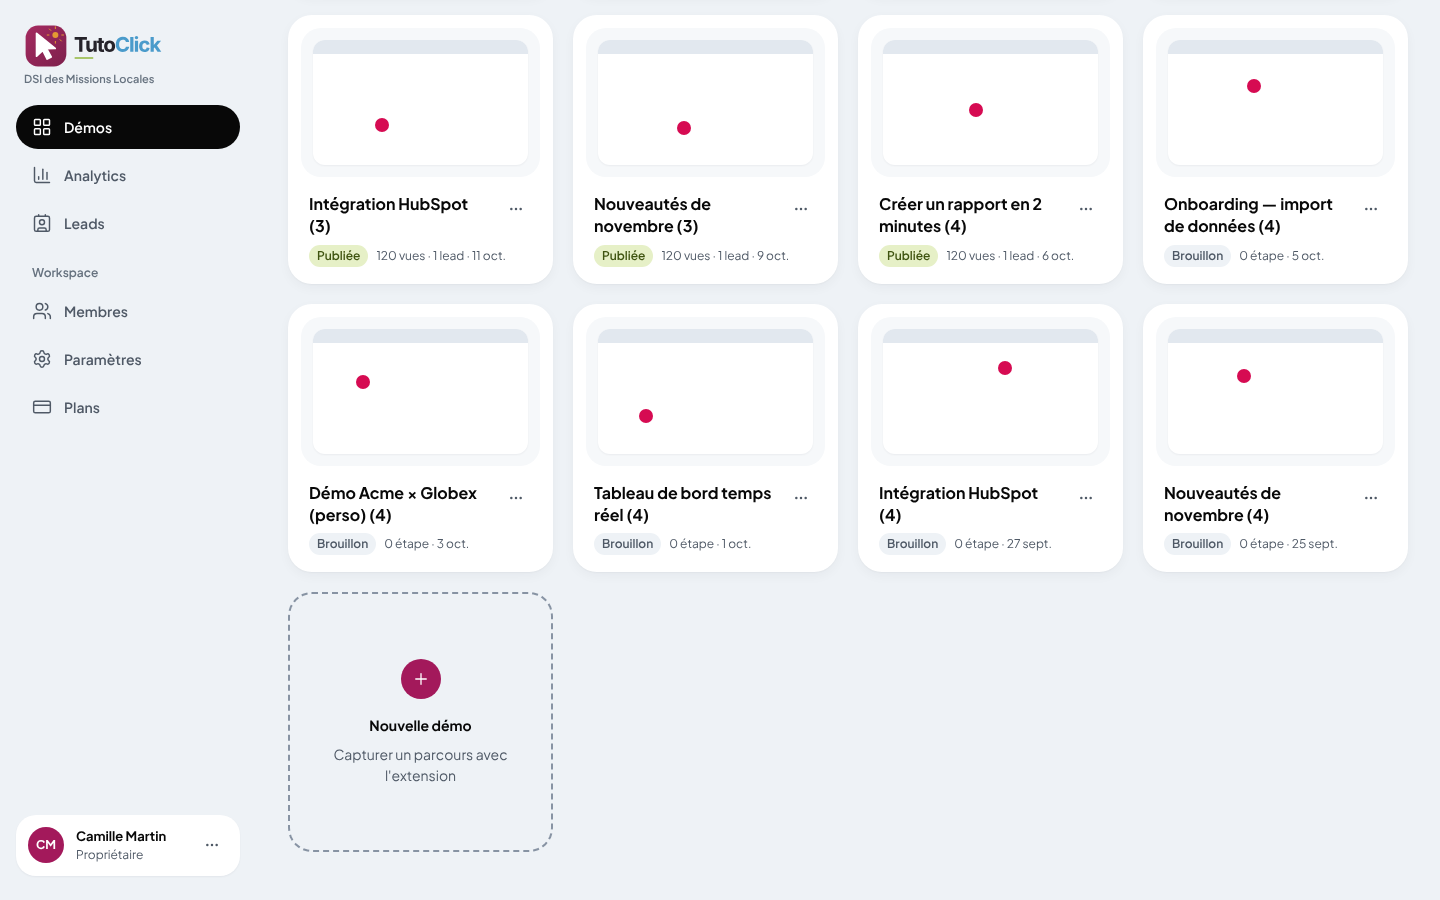 TutoClick
DSI des Missions Locales
Démos
Analytics
Leads
Workspace
Membres
Paramètres
Plans
CM
Camille Martin
Propriétaire
...
Intégration HubSpot
(3)
...
Publiée 120 vues · 1 lead · 11 oct.
Nouveautés de
novembre (3)
...
Publiée 120 vues · 1 lead · 9 oct.
Créer un rapport en 2
minutes (4)
...
Publiée 120 vues · 1 lead · 6 oct.
Onboarding — import
de données (4)
...
Brouillon 0 étape · 5 oct.
Démo Acme × Globex
(perso) (4)
...
Brouillon 0 étape · 3 oct.
Tableau de bord temps
réel (4)
...
Brouillon 0 étape · 1 oct.
Intégration HubSpot
(4)
...
Brouillon 0 étape · 27 sept.
Nouveautés de
novembre (4)
...
Brouillon 0 étape · 25 sept.
Nouvelle démo
Capturer un parcours avec
l'extension